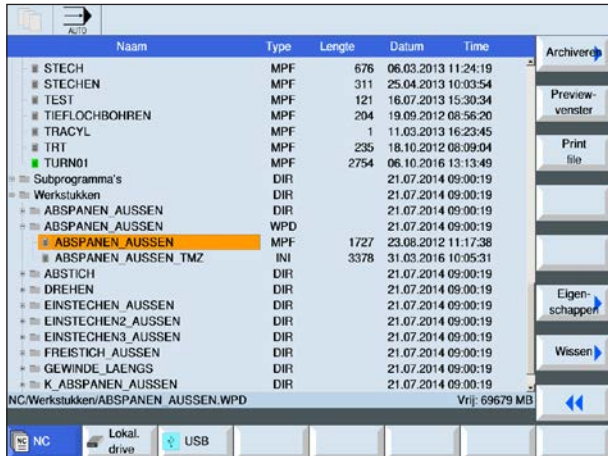 AUTO
Naam Type Lengte Datum Time
STECH MPF 676 06.03.2013 11:24:19
STECHEN MPF 311 25.04.2013 10:03:54
TEST MPF 121 16.07.2013 15:30:34
TIEFLOCHBOHREN MPF 204 19.09.2012 08:56:20
TRACYL MPF 1 11.03.2013 16:23:45
TRT MPF 235 18.10.2012 08:09:04
TURN01 MPF 2754 06.10.2016 13:13:49
Subprogramma's DIR 21.07.2014 09:00:19
Werkstukken DIR 21.07.2014 09:00:19
ABSPANEN_AUSSEN DIR 21.07.2014 09:00:19
ABSPANEN_AUSSEN WPD 21.07.2014 09:00:19
ABSPANEN_AUSSEN MPF 1727 23.08.2012 11:17:38
ABSPANEN_AUSSEN_TMZ INI 3378 31.03.2016 10:05:31
ABSTICH DIR 21.07.2014 09:00:19
DREHEN DIR 21.07.2014 09:00:19
EINSTECHEN_AUSSEN DIR 21.07.2014 09:00:19
EINSTECHEN2_AUSSEN DIR 21.07.2014 09:00:19
EINSTECHEN3_AUSSEN DIR 21.07.2014 09:00:19
FREISTICH_AUSSEN DIR 21.07.2014 09:00:19
GEWINDE_LAENGS DIR 21.07.2014 09:00:19
K_ABSPANEN_AUSSEN DIR 21.07.2014 09:00:19
NC/Werkstukken/ABSPANEN_AUSSEN.WPD Vrij: 69679 MB
Archiveren
Preview-
venster
Print
file
Eigen-
schappen
Wissen
NC
Lokal.
drive
USB